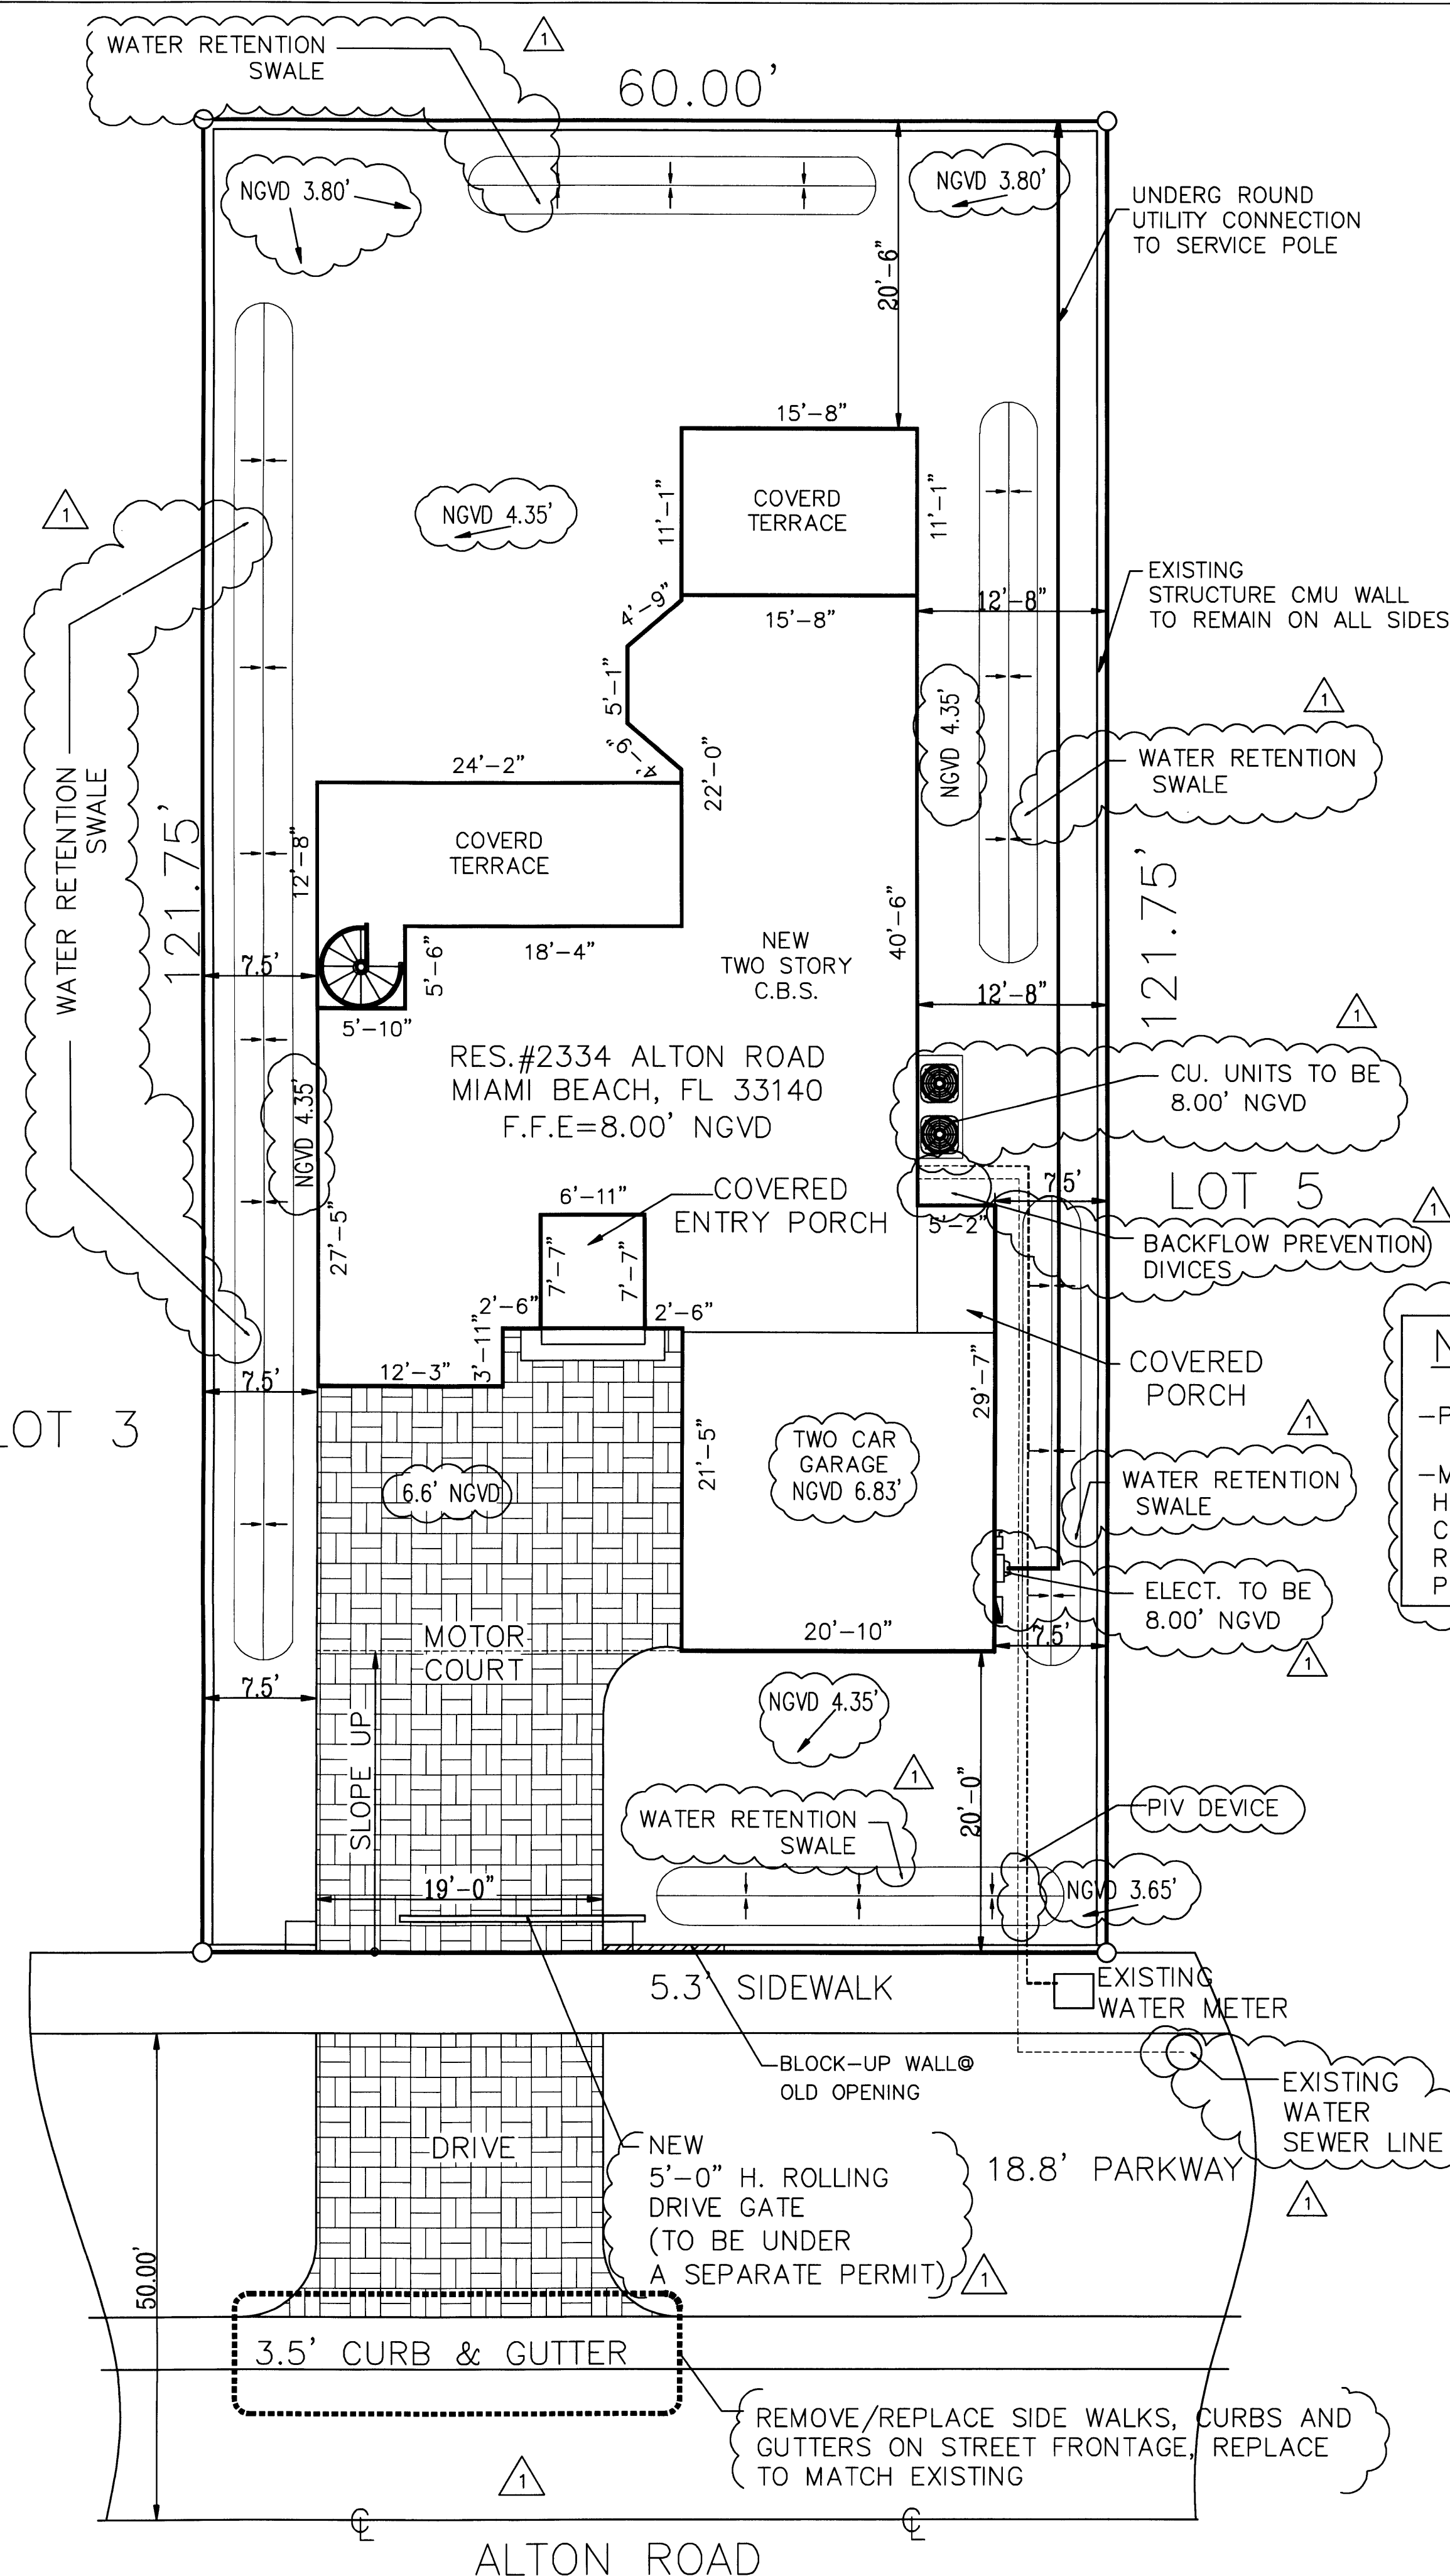 WATER RETENTION
SWALE
1
60.00'
NGVD 3.80'
NGVD 3.80'
UNDERG ROUND
UTILITY CONNECTION
TO SERVICE POLE
20'-6"
15'-8"
1
NGVD 4.35'
11'-1"
COVERD
TERRACE
11'-1"
EXISTING
STRUCTURE CMU WALL
TO REMAIN ON ALL SIDES
4'-9"
15'-8"
12'-8"
5'-1"
NGVD 4.35'
1
4'-9"
24'-2"
22'-0"
WATER RETENTION
SWALE
WATER RETENTION
SWALE
121.75'
12'-8"
COVERD
TERRACE
121.75'
7.5'
5'-6"
18'-4"
NEW
TWO STORY
C.B.S.
40'-6"
12'-8"
5'-10"
1
RES.#2334 ALTON ROAD
MIAMI BEACH, FL 33140
F.F.E=8.00' NGVD
CU. UNITS TO BE
8.00' NGVD
NGVD 4.35'
7.5'
LOT 5
1
6'-11"
COVERED
ENTRY PORCH
5'-2"
BACKFLOW PREVENTION
DIVICES
27'-5"
7'-7"
7'-7"
2'-6"
2'-6"
3'-11"
12'-3"
7.5'
29'-7"
COVERED
PORCH
N
-P
-M
H
C
R
P
LOT 3
21'-5"
TWO CAR
GARAGE
NGVD 6.83'
1
6.6' NGVD
WATER RETENTION
SWALE
ELECT. TO BE
8.00' NGVD
1
MOTOR
COURT
20'-10"
7.5'
7.5'
NGVD 4.35'
SLOPE UP
1
WATER RETENTION
SWALE
20'-0"
PIV DEVICE
19'-0"
NGVD 3.65'
5.3' SIDEWALK
EXISTING
WATER METER
BLOCK-UP WALL@
OLD OPENING
EXISTING
WATER
SEWER LINE
1
DRIVE
NEW
5'-0" H. ROLLING
DRIVE GATE
(TO BE UNDER
A SEPARATE PERMIT)
1
18.8' PARKWAY
50.00'
3.5' CURB & GUTTER
REMOVE/REPLACE SIDE WALKS, CURBS AND
GUTTERS ON STREET FRONTAGE, REPLACE
TO MATCH EXISTING
1
CL
CL
ALTON ROAD